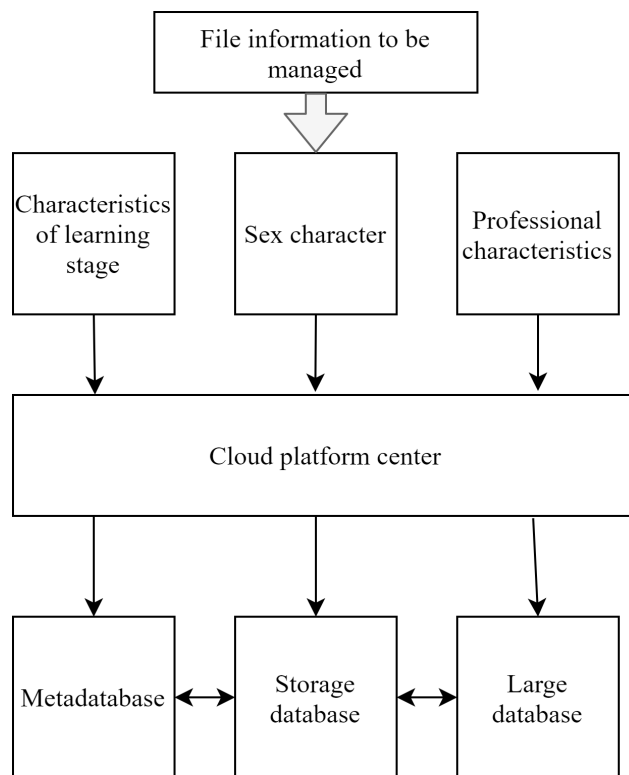 File information to be
managed
Characteristics
of learning
stage
Sex character
Professional
characteristics
Cloud platform center
Metadatabase
Storage
database
Large
database